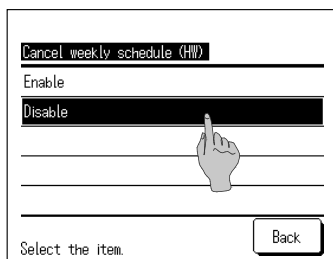 Cancel weekly schedule (HW)
Enable
Disable
Select the item.
Back